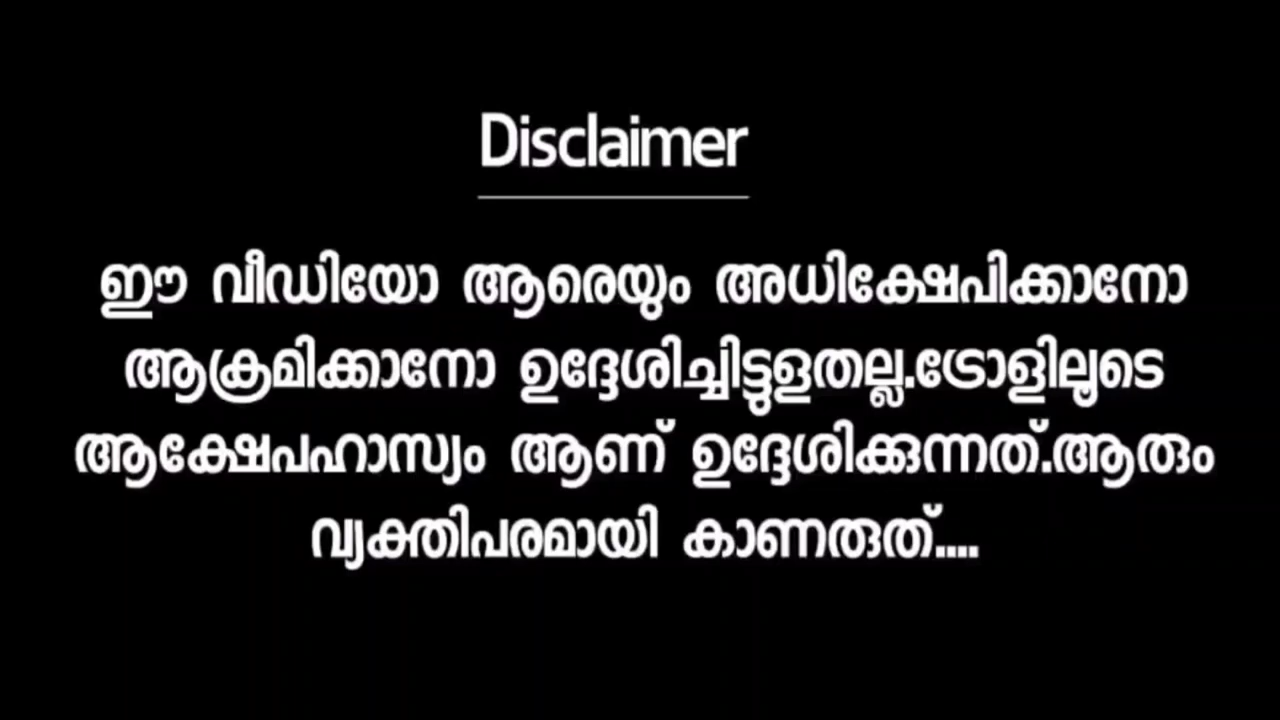 Disclaimer
ഈ വീഡിയോ ആരെയും അധിക്ഷേപിക്കാനോ
ആക്രമിക്കാനോ ഉദ്ദേശിച്ചിട്ടുളതല്ല.ട്രോളിലൂടെ
ആക്ഷേപഹാസ്യം ആണ് ഉദ്ദേശിക്കുന്നത്.ആരും
വ്യക്തിപരമായി കാണരുത്....